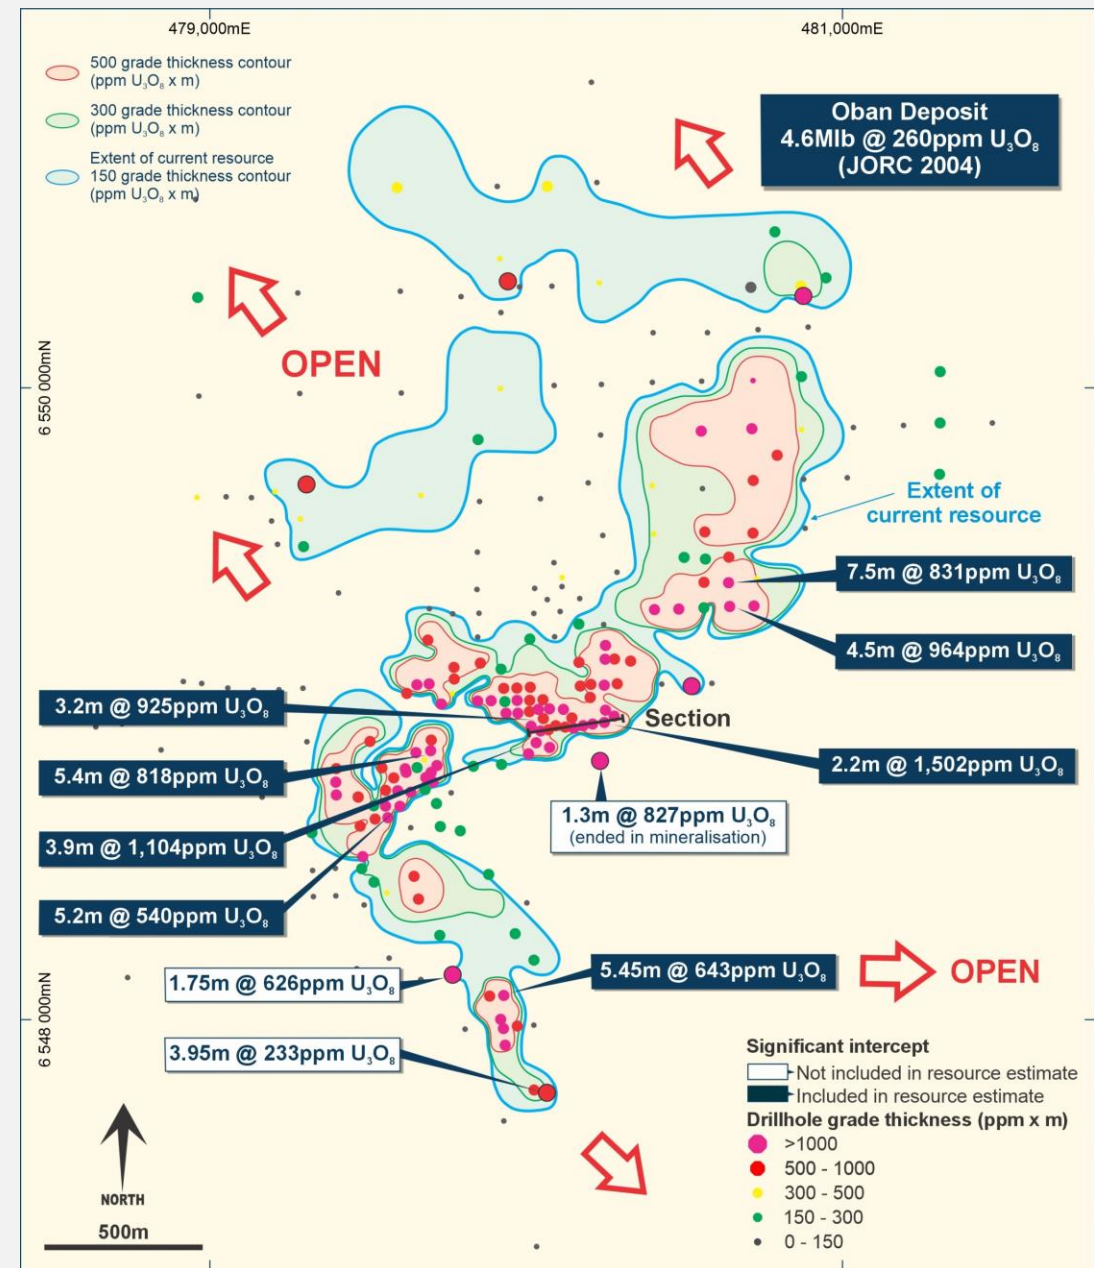 479,000mE
481,000mE
500 grade thickness contour
(ppm U₃O₈ x m)
300 grade thickness contour
(ppm U₃O₈ x m)
Extent of current resource
150 grade thickness contour
(ppm U₃O₈ x m)
Oban Deposit
4.6Mlb @ 260ppm U₃O₈
(JORC 2004)
OPEN
6 550 000mN
Extent of
current resource
7.5m @ 831ppm U₃O₈
4.5m @ 964ppm U₃O₈
3.2m @ 925ppm U₃O₈
Section
5.4m @ 818ppm U₃O₈
2.2m @ 1,502ppm U₃O₈
1.3m @ 827ppm U₃O₈
(ended in mineralisation)
3.9m @ 1,104ppm U₃O₈
5.2m @ 540ppm U₃O₈
1.75m @ 626ppm U₃O₈
5.45m @ 643ppm U₃O₈
OPEN
6 548 000mN
3.95m @ 233ppm U₃O₈
Significant intercept
Not included in resource estimate
Included in resource estimate
Drillhole grade thickness (ppm x m)
>1000
500 - 1000
300 - 500
150 - 300
0 - 150
NORTH
500m